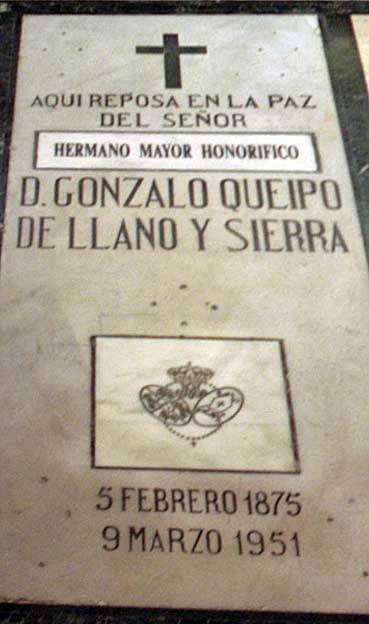 AQUI REPOSA EN LA PAZ
DEL SEÑOR
HERMANO MAYOR HONORIFICO
D. GONZALO QUEIPO
DE LLANO Y SIERRA
5 FEBRERO 1875
9 MARZO 1951